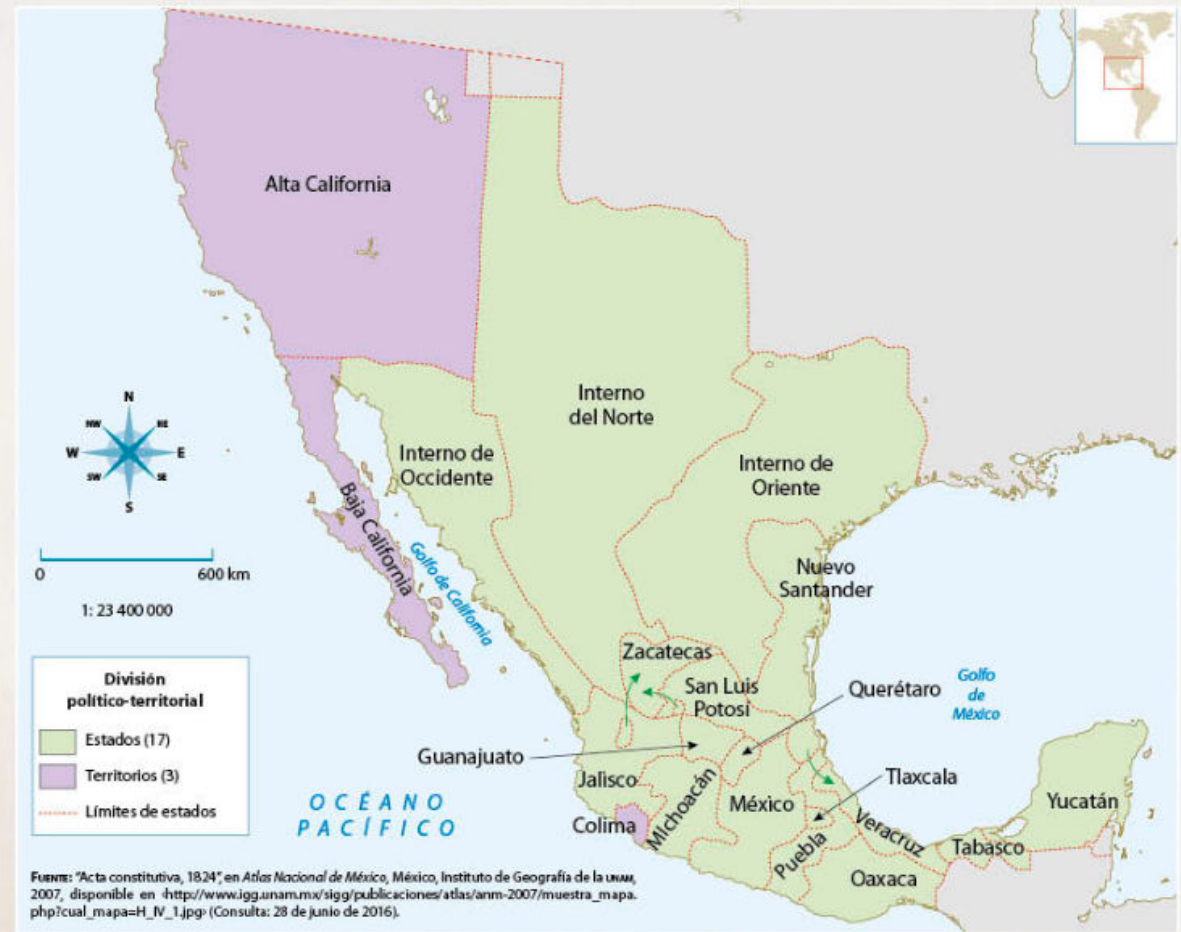 Alta California
Interno
del Norte
Interno de
Occidente
Interno de
Oriente
N
NW
NE
W
E
SW
SE
S
Baja California
Golfo de California
0
600 km
1: 23 400 000
Nuevo
Santander
Zacatecas
San Luis
Potosí
Querétaro
Golfo
de
México
División
político-territorial
Estados (17)
Territorios (3)
Límites de estados
Guanajuato
Jalisco
Michoacán
México
Tlaxcala
Yucatán
OCÉANO
PACÍFICO
Colima
Puebla
Veracruz
Tabasco
Oaxaca
FUENTE: "Acta constitutiva, 1824", en Atlas Nacional de México, México, Instituto de Geografía de la UNAM,
2007, disponible en ‹http://www.igg.unam.mx/sigg/publicaciones/atlas/anm-2007/muestra_mapa.
php?cual_mapa=H_IV_1.jpg› (Consulta: 28 de junio de 2016).